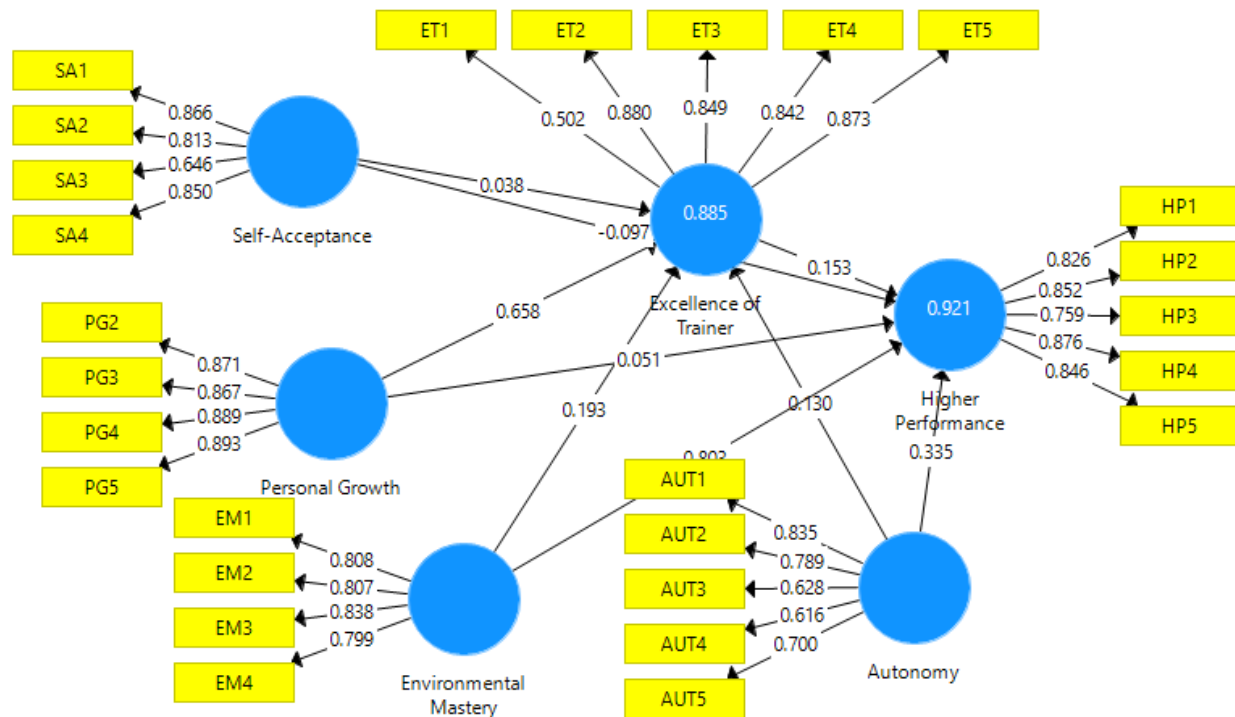 ET1
ET2
ET3
ET4
ET5
SA1
SA2
SA3
SA4
0.866
0.813
0.646
0.850
Self-Acceptance
0.502
0.880
0.849
0.842
0.873
0.038
-0.097
0.885
Excellence of
Trainer
0.153
HP1
HP2
HP3
HP4
HP5
0.826
0.852
0.759
0.876
0.846
0.921
Higher
Performance
PG2
PG3
PG4
PG5
0.871
0.867
0.889
0.893
Personal Growth
0.658
0.051
0.193
0.130
0.335
EM1
EM2
EM3
EM4
0.808
0.807
0.838
0.799
Environmental
Mastery
AUT1
AUT2
AUT3
AUT4
AUT5
0.835
0.789
0.628
0.616
0.700
Autonomy